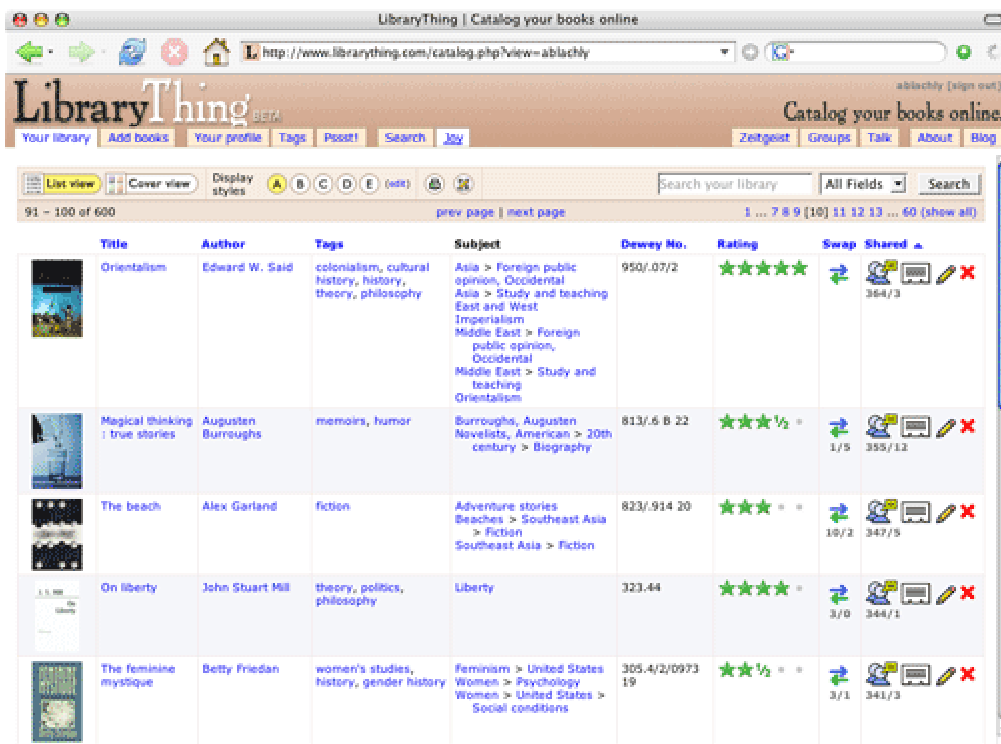 LibraryThing | Catalog your books online
http://www.librarything.com/catalog.php?view=ablachly
ablachly [sign out]
LibraryThing BETA
Catalog your books online.
Your library Add books Your profile Tags Pssst! Search Joy Zeitgeist Groups Talk About Blog
List view Cover view Display styles A B C D E (edit) Search your library All Fields Search
91 – 100 of 600 prev page | next page 1 ... 7 8 9 [10] 11 12 13 ... 60 (show all)
Title Author Tags Subject Dewey No. Rating Swap Shared
Orientalism Edward W. Said colonialism, cultural Asia > Foreign public 950/.07/2
history, history, opinion, Occidental
theory, philosophy Asia > Study and teaching 364/3
East and West
Imperialism
Middle East > Foreign
public opinion,
Occidental
Middle East > Study and
teaching
Orientalism
Magical thinking Augusten memoirs, humor Burroughs, Augusten 813/.6 B 22 ½
: true stories Burroughs Novelists, American > 20th
century > Biography 1/5 355/12
The beach Alex Garland fiction Adventure stories 823/.914 20
Beaches > Southeast Asia
> Fiction 10/2 347/5
Southeast Asia > Fiction
On liberty John Stuart Mill theory, politics, Liberty 323.44
philosophy
3/0 344/1
On
Liberty
The feminine Betty Friedan women's studies, Feminism > United States 305.4/2/0973 ½
mystique history, gender history Women > Psychology 19
Women > United States > 3/1 341/3
Social conditions